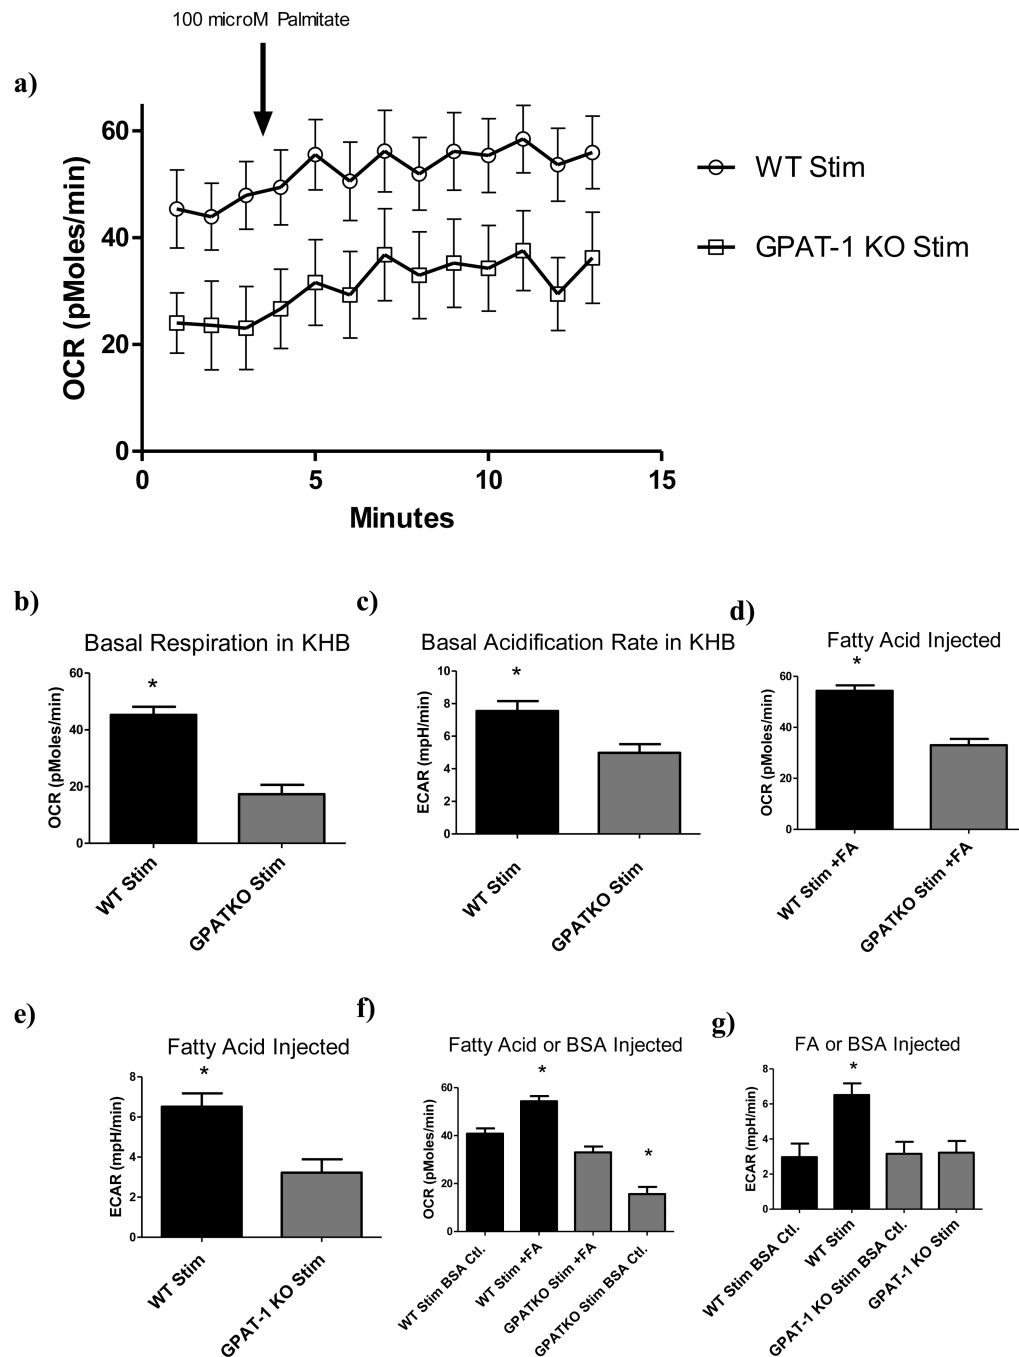 100 microM Palmitate
a)
OCR (pMoles/min)
60
40
20
0
0 5 10 15
Minutes
WT Stim
GPAT-1 KO Stim
b)
Basal Respiration in KHB
OCR (pMoles/min)
60
40
20
0
WT Stim
GPATKO Stim
*
c)
Basal Acidification Rate in KHB
ECAR (mpH/min)
10
8
6
4
2
0
WT Stim
GPATKO Stim
*
d)
Fatty Acid Injected
OCR (pMoles/min)
60
40
20
0
WT Stim +FA
GPATKO Stim +FA
*
e)
Fatty Acid Injected
ECAR (mpH/min)
8
6
4
2
0
WT Stim
GPAT-1 KO Stim
*
f)
Fatty Acid or BSA Injected
OCR (pMoles/min)
60
40
20
0
WT Stim BSA Ctl.
WT Stim +FA
GPATKO Stim +FA
GPATKO Stim BSA Ctl.
*
*
g)
FA or BSA Injected
ECAR (mpH/min)
8
6
4
2
0
WT Stim BSA Ctl.
WT Stim
GPAT-1 KO Stim BSA Ctl.
GPAT-1 KO Stim
*